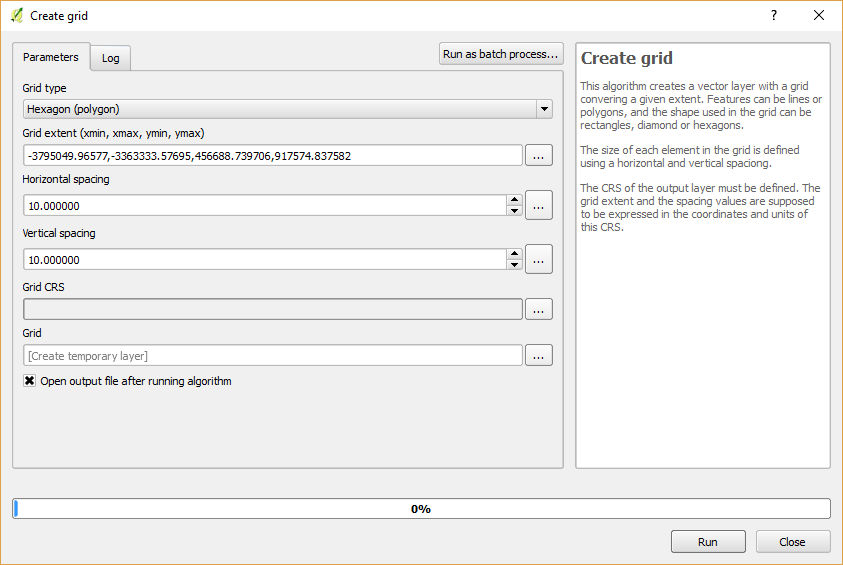 Create grid
?
Parameters
Log
Run as batch process...
Grid type
Hexagon (polygon)
Grid extent (xmin, xmax, ymin, ymax)
-3795049.96577,-3363333.57695,456688.739706,917574.837582
...
Horizontal spacing
10.000000
...
Vertical spacing
10.000000
...
Grid CRS
...
Grid
[Create temporary layer]
...
Open output file after running algorithm
Create grid
This algorithm creates a vector layer with a grid
convering a given extent. Features can be lines or
polygons, and the shape used in the grid can be
rectangles, diamond or hexagons.
The size of each element in the grid is defined
using a horizontal and vertical spaciong.
The CRS of the output layer must be defined. The
grid extent and the spacing values are supposed
to be expressed in the coordinates and units of
this CRS.
0%
Run
Close